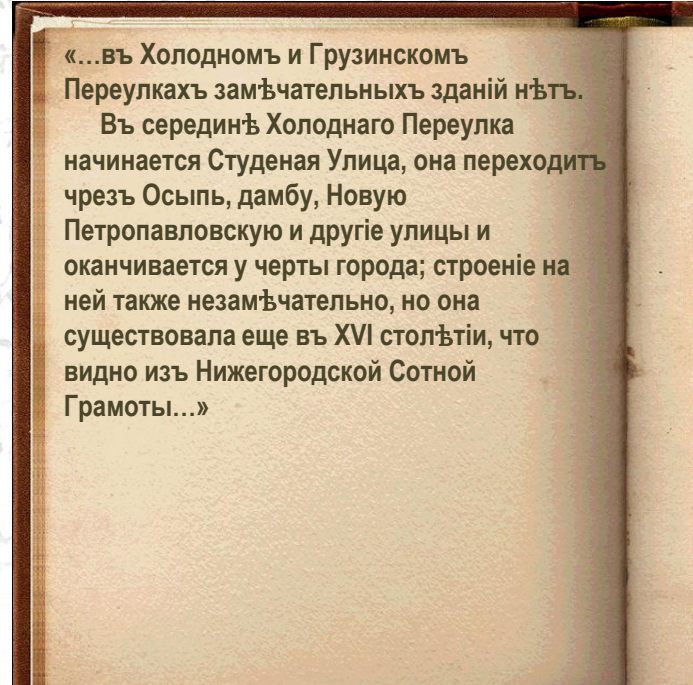 «…въ Холодномъ и Грузинскомъ
Переулкахъ замѣчательныхъ зданій нѣтъ.
Въ серединѣ Холоднаго Переулка
начинается Студеная Улица, она переходитъ
чрезъ Осыпь, дамбу, Новую
Петропавловскую и другіе улицы и
оканчивается у черты города; строеніе на
ней также незамѣчательно, но она
существовала еще въ XVI столѣтіи, что
видно изъ Нижегородской Сотной
Грамоты…»